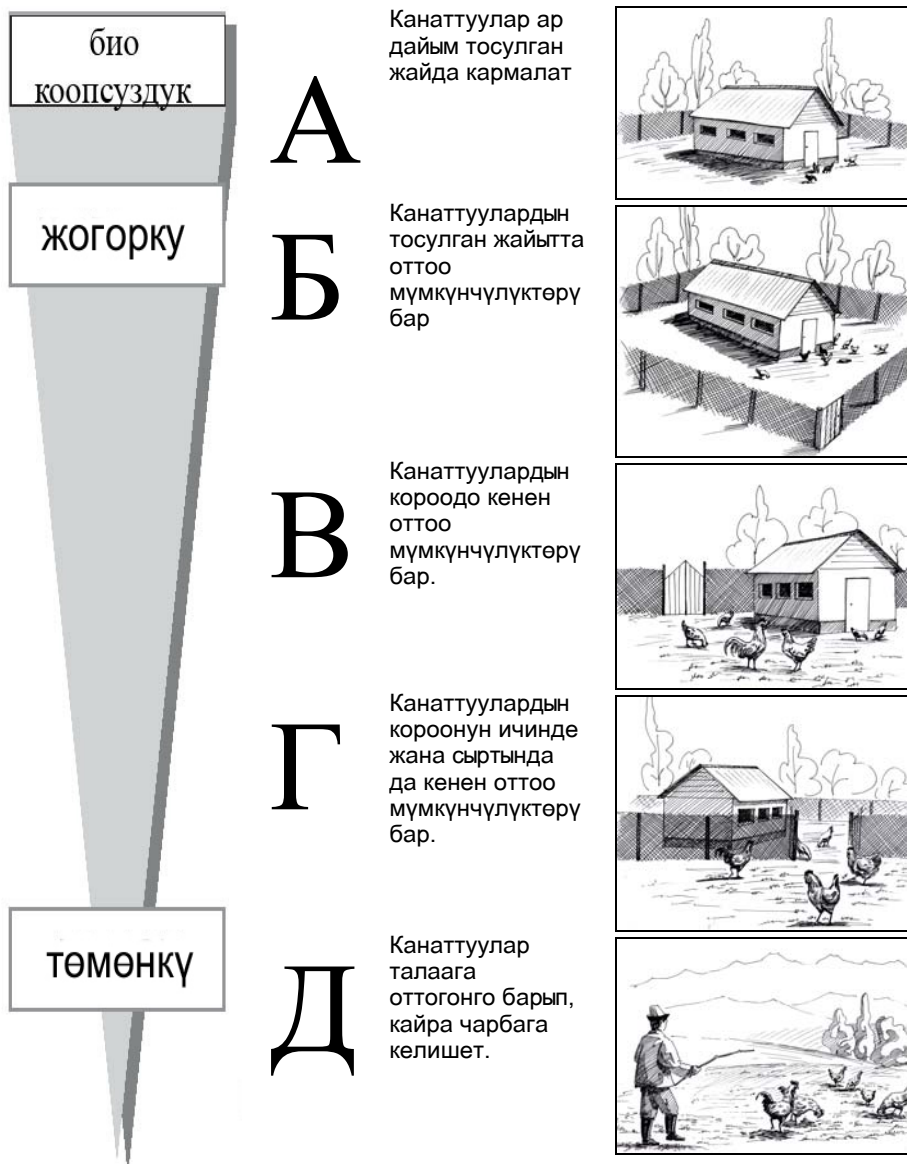 био
коопсуздук
жогорку
төмөнкү
А
Канаттуулар ар
дайым тосулган
жайда кармалат
Б
Канаттуулардын
тосулган жайытта
оттоо
мүмкүнчүлүктөрү
бар
В
Канаттуулардын
короодо кенен
оттоо
мүмкүнчүлүктөрү
бар.
Г
Канаттуулардын
короонун ичинде
жана сыртында
да кенен оттоо
мүмкүнчүлүктөрү
бар.
Д
Канаттуулар
талаага
оттогонго барып,
кайра чарбага
келишет.